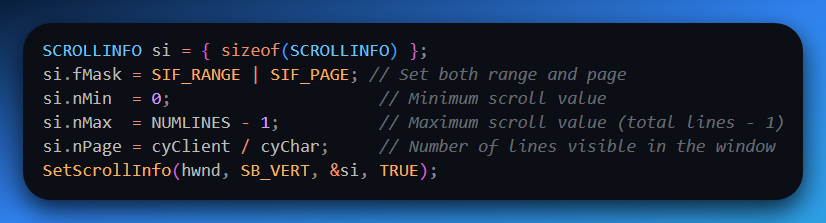 SCROLLINFO si = { sizeof(SCROLLINFO) };
si.fMask = SIF_RANGE | SIF_PAGE; // Set both range and page
si.nMin  = 0;                    // Minimum scroll value
si.nMax  = NUMLINES - 1;         // Maximum scroll value (total lines - 1)
si.nPage = cyClient / cyChar;    // Number of lines visible in the window
SetScrollInfo(hwnd, SB_VERT, &si, TRUE);